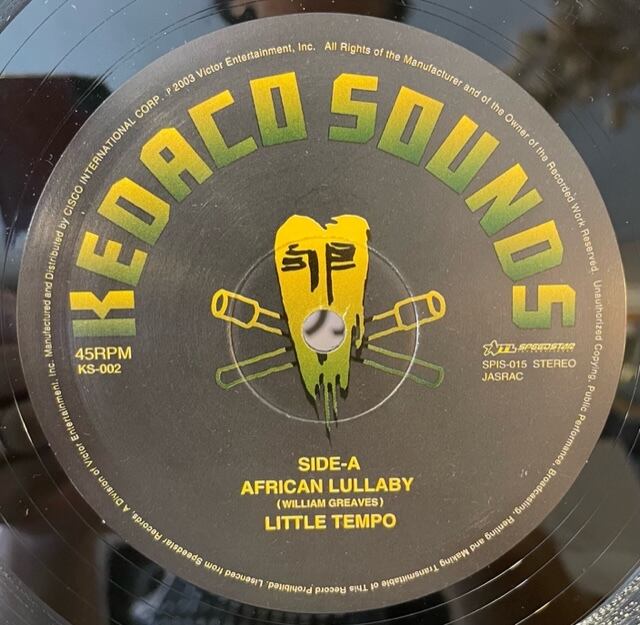 KEDACO SOUNDS
℗ 2003 Victor Entertainment, Inc. All Rights of the Manufacturer and of the Owner of the Recorded Work Reserved. Unauthorized Copying, Public Performance, Broadcasting, Renting and Making Transmittable of This Record Prohibited. Lisenced from Speedstar Records, A Division of Victor Entertainment, Inc. Manufactured and Distributed by CISCO INTERNATIONAL CORP.
45RPM
KS-002
SPEEDSTAR
SPIS-015 STEREO
JASRAC
SIDE-A
AFRICAN LULLABY
(WILLIAM GREAVES)
LITTLE TEMPO